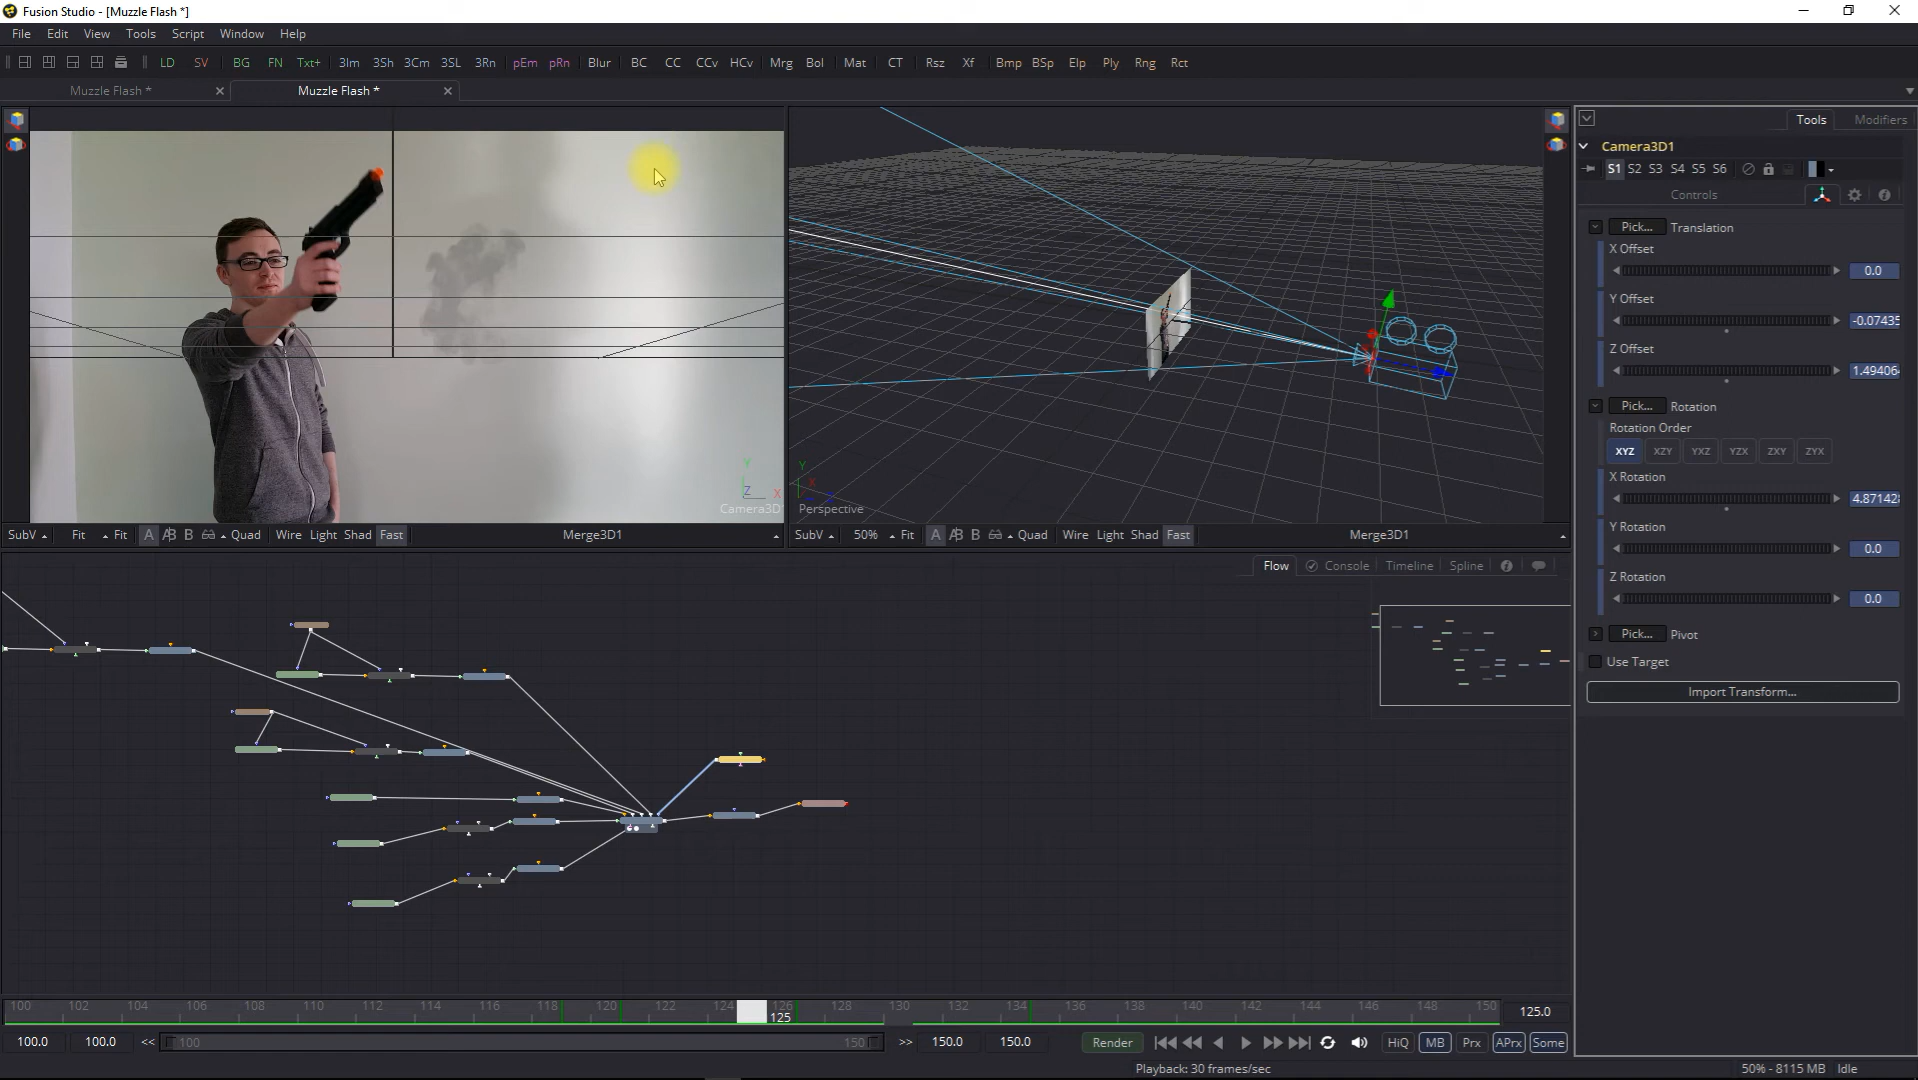 Fusion Studio - [Muzzle Flash *]
File Edit View Tools Script Window Help
LD SV BG FN Txt+ 3Im 3Sh 3Cm 3SL 3Rn pEm pRn Blur BC CC CCv HCv Mrg Bol Mat CT Rsz Xf Bmp BSp Elp Ply Rng Rct
Muzzle Flash * Muzzle Flash *
Tools Modifiers
Camera3D1
S1 S2 S3 S4 S5 S6
Controls
Pick... Translation
X Offset
0.0
Y Offset
-0.07435
Z Offset
1.49406
Pick... Rotation
Rotation Order
XYZ XZY YXZ YZX ZXY ZYX
X Rotation
4.87142
Y Rotation
0.0
Z Rotation
0.0
Pick... Pivot
Use Target
Import Transform...
Y
Z X
Camera3D
Y
X
Perspective
SubV Fit Fit A A|B B Quad Wire Light Shad Fast Merge3D1
SubV 50% Fit A A|B B Quad Wire Light Shad Fast Merge3D1
Flow Console Timeline Spline
100 102 104 106 108 110 112 114 116 118 120 122 124 126 128 130 132 134 136 138 140 142 144 146 148 150
125
125.0
100.0 100.0 << 100 150 >> 150.0 150.0 Render HiQ MB Prx APrx Some
Playback: 30 frames/sec
50% - 8115 MB Idle